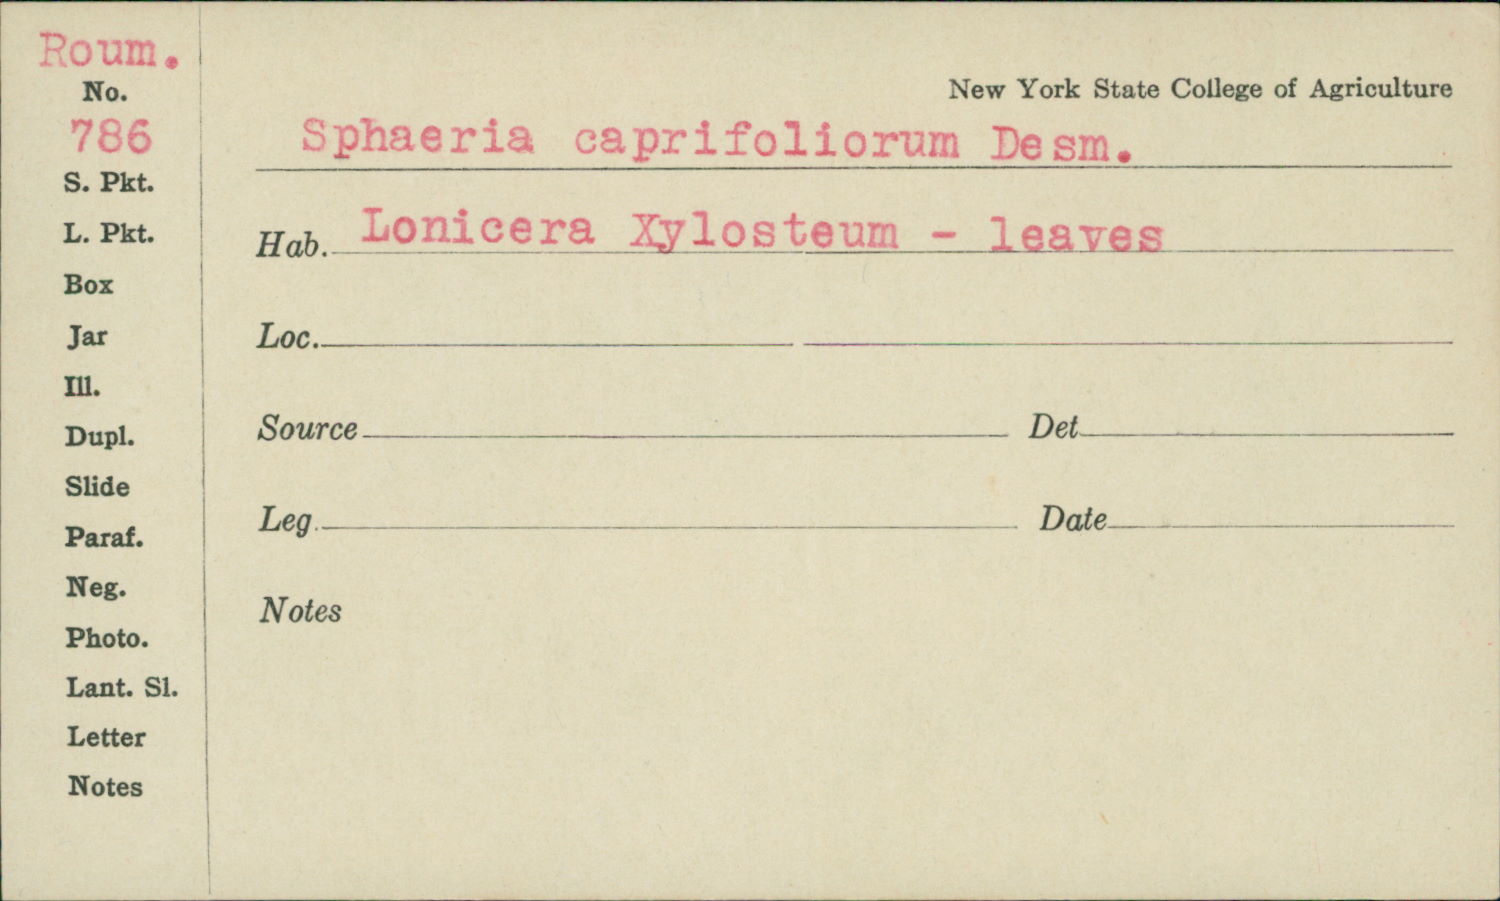 Roum.
No.
786
S. Pkt.
L. Pkt.
Box
Jar
Ill.
Dupl.
Slide
Paraf.
Neg.
Photo.
Lant. Sl.
Letter
Notes
New York State College of Agriculture
Sphaeria caprifoliorum Desm.
Hab. Lonicera Xylosteum - leaves
Loc.
Source Det
Leg. Date
Notes